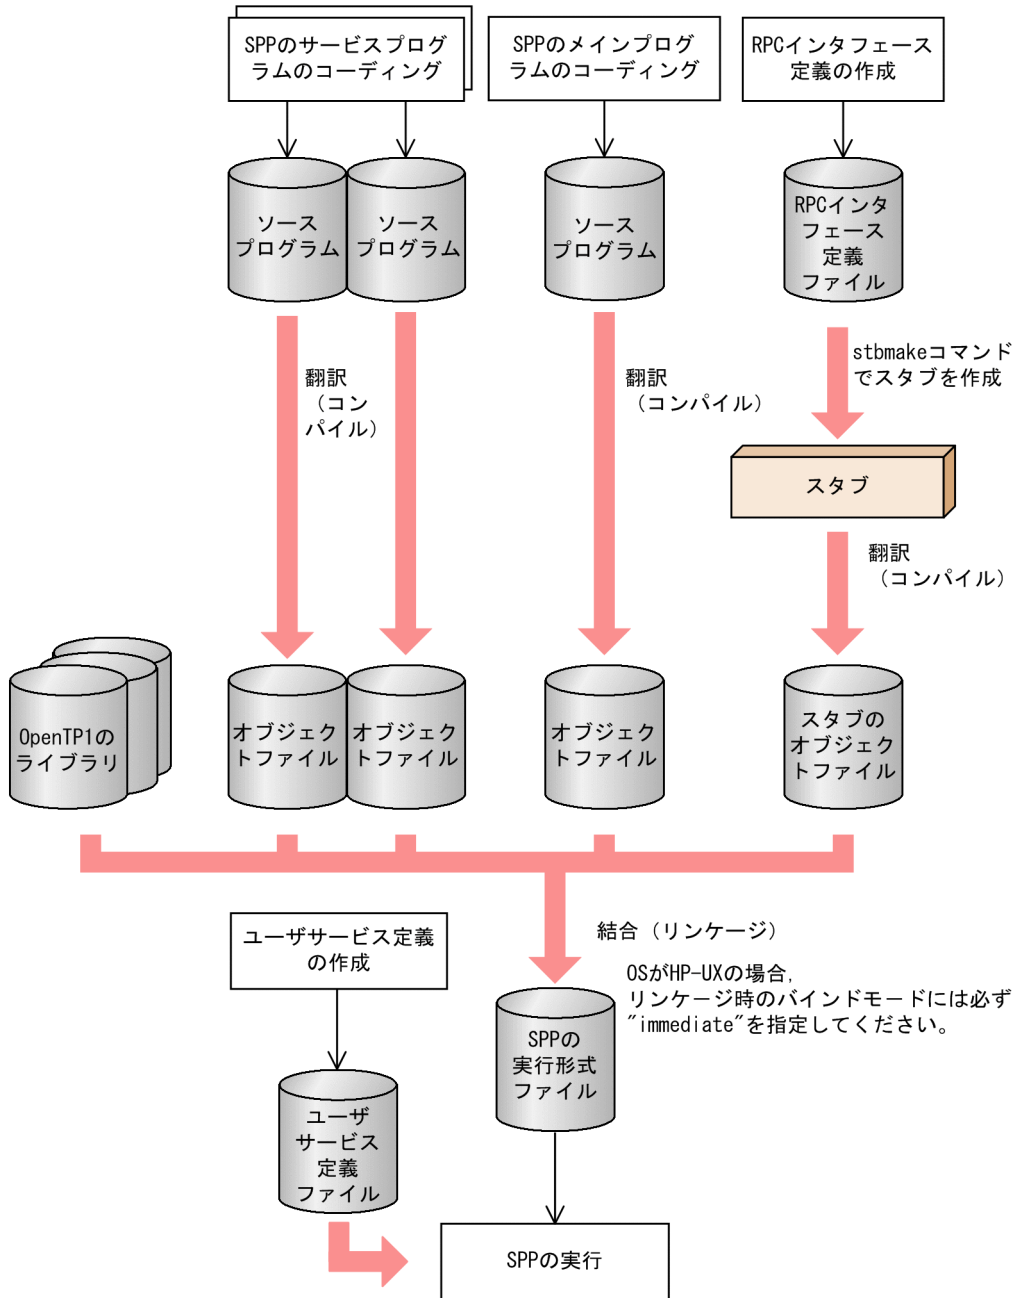 SPPのサービスプログ
ラムのコーディング
SPPのメインプログ
ラムのコーディング
RPCインタフェース
定義の作成
ソース
プログラム
ソース
プログラム
ソース
プログラム
RPCインタ
フェース
定義
ファイル
翻訳
（コン
パイル）
翻訳
（コンパイル）
stbmakeコマンド
でスタブを作成
スタブ
翻訳
（コンパイル）
OpenTP1の
ライブラリ
オブジェク
トファイル
オブジェク
トファイル
オブジェク
トファイル
スタブの
オブジェク
トファイル
ユーザサービス定義
の作成
結合（リンケージ）
OSがHP-UXの場合,
リンケージ時のバインドモードには必ず
"immediate"を指定してください。
SPPの
実行形式
ファイル
ユーザ
サービス
定義
ファイル
SPPの実行